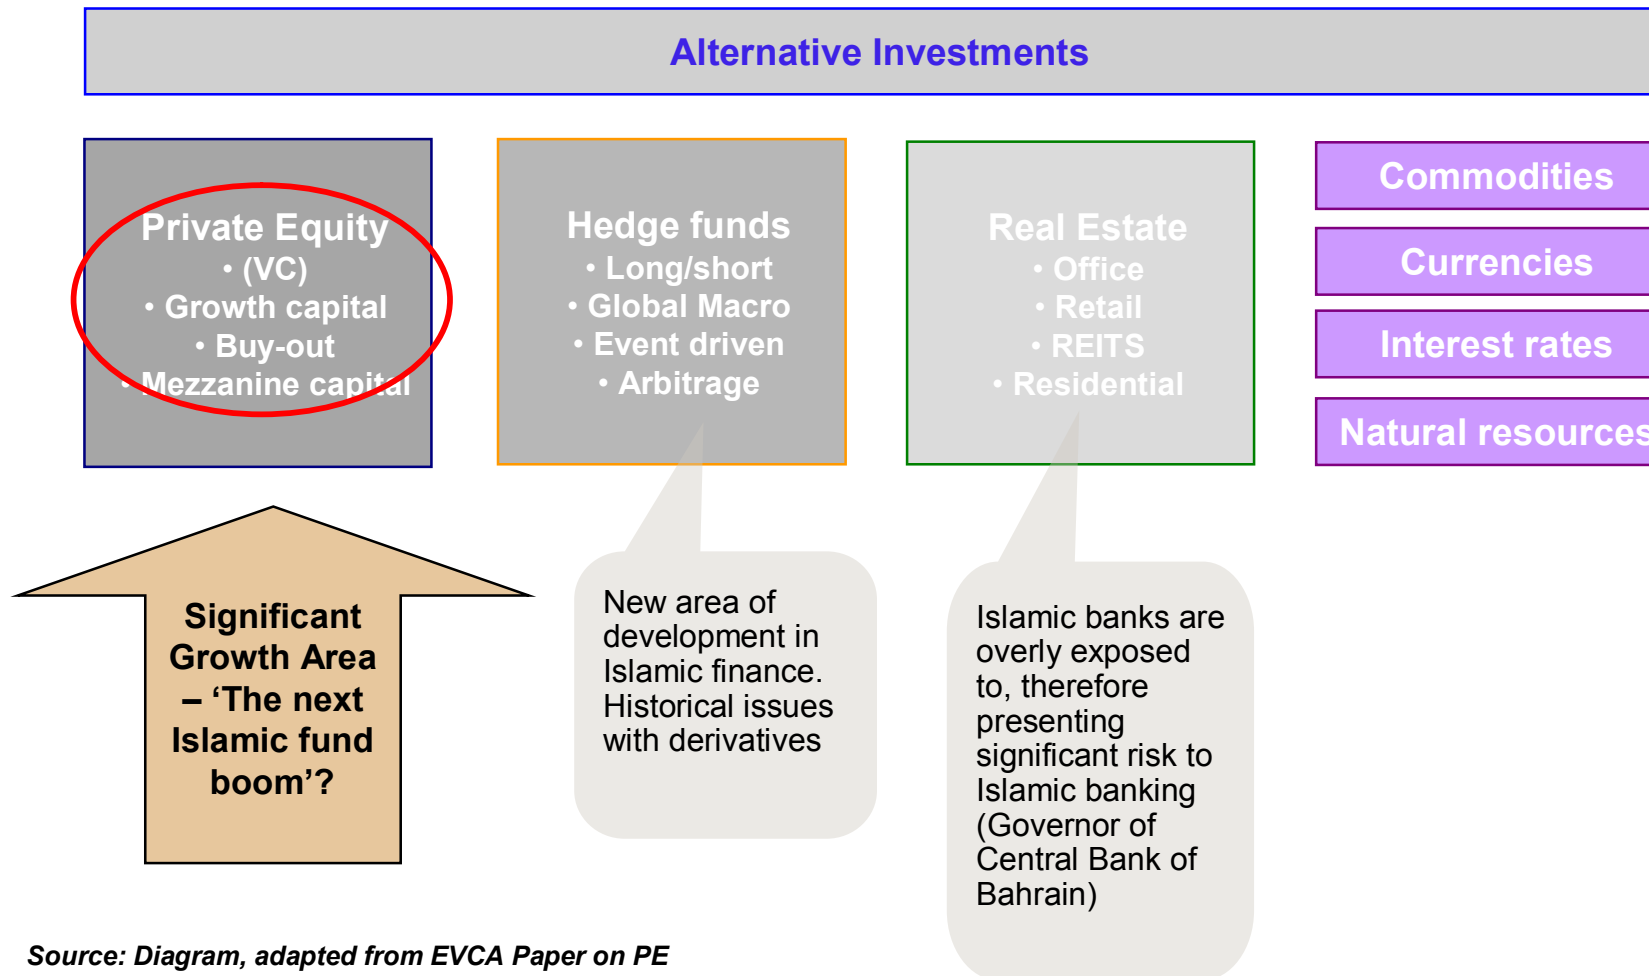 Alternative Investments
Private Equity
• (VC)
• Growth capital
• Buy-out
• Mezzanine capital
Hedge funds
• Long/short
• Global Macro
• Event driven
• Arbitrage
Real Estate
• Office
• Retail
• REITS
• Residential
Commodities
Currencies
Interest rates
Natural resources
Significant
Growth Area
– ‘The next
Islamic fund
boom’?
New area of
development in
Islamic finance.
Historical issues
with derivatives
Islamic banks are
overly exposed
to, therefore
presenting
significant risk to
Islamic banking
(Governor of
Central Bank of
Bahrain)
Source: Diagram, adapted from EVCA Paper on PE